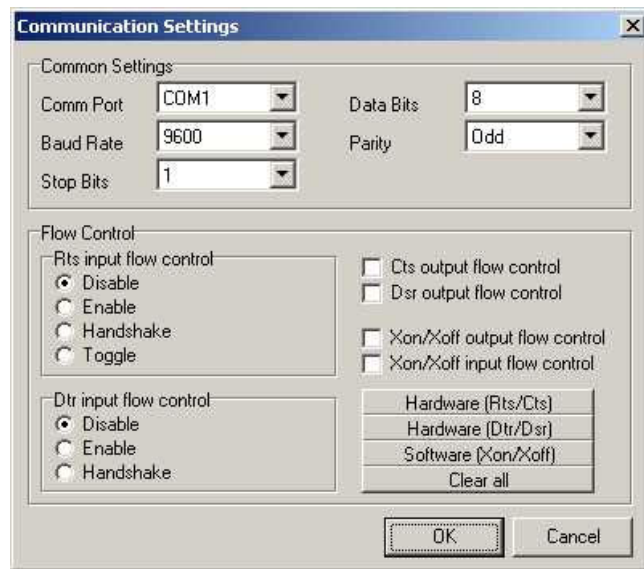 Communication Settings
Common Settings
Comm Port COM1 Data Bits 8
Baud Rate 9600 Parity Odd
Stop Bits 1
Flow Control
Rts input flow control
Disable
Enable
Handshake
Toggle
Cts output flow control
Dsr output flow control
Xon/Xoff output flow control
Xon/Xoff input flow control
Dtr input flow control
Disable
Enable
Handshake
Hardware (Rts/Cts)
Hardware (Dtr/Dsr)
Software (Xon/Xoff)
Clear all
OK Cancel